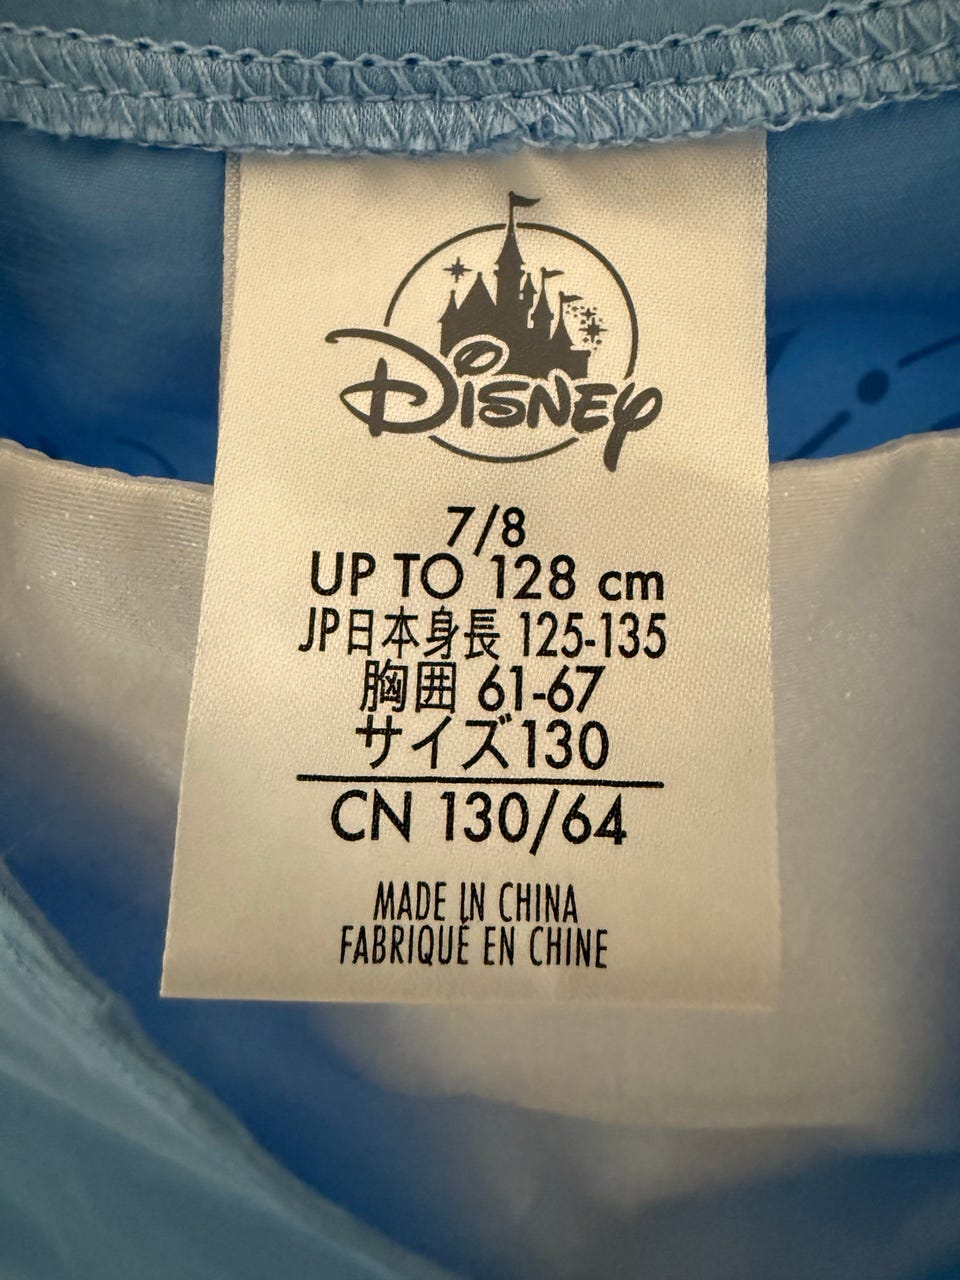 DISNEY
7/8
UP TO 128 cm
JP日本身長 125-135
胸囲 61-67
サイズ130
CN 130/64
MADE IN CHINA
FABRIQUÉ EN CHINE